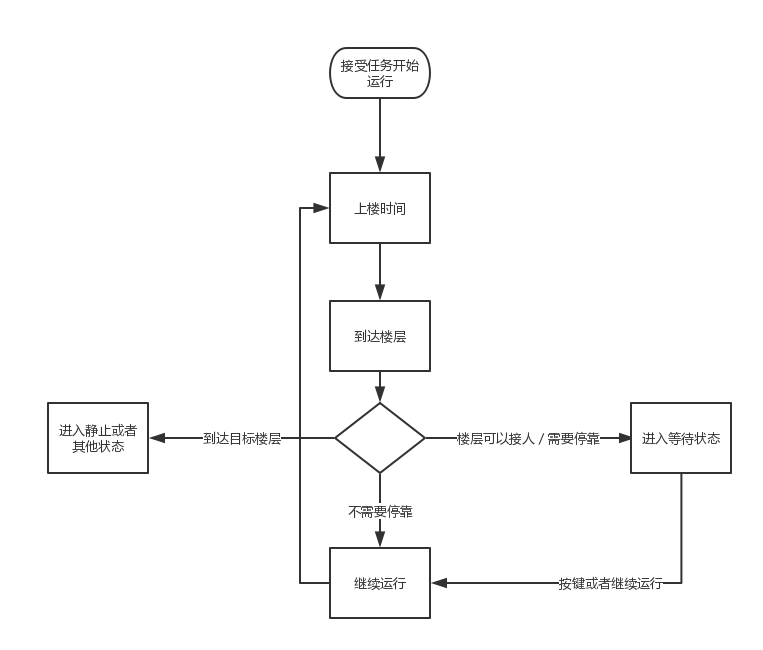 接受任务开始
运行
上楼时间
到达楼层
进入静止或者
其他状态
到达目标楼层
楼层可以接人 / 需要停靠
进入等待状态
不需要停靠
继续运行
按键或者继续运行